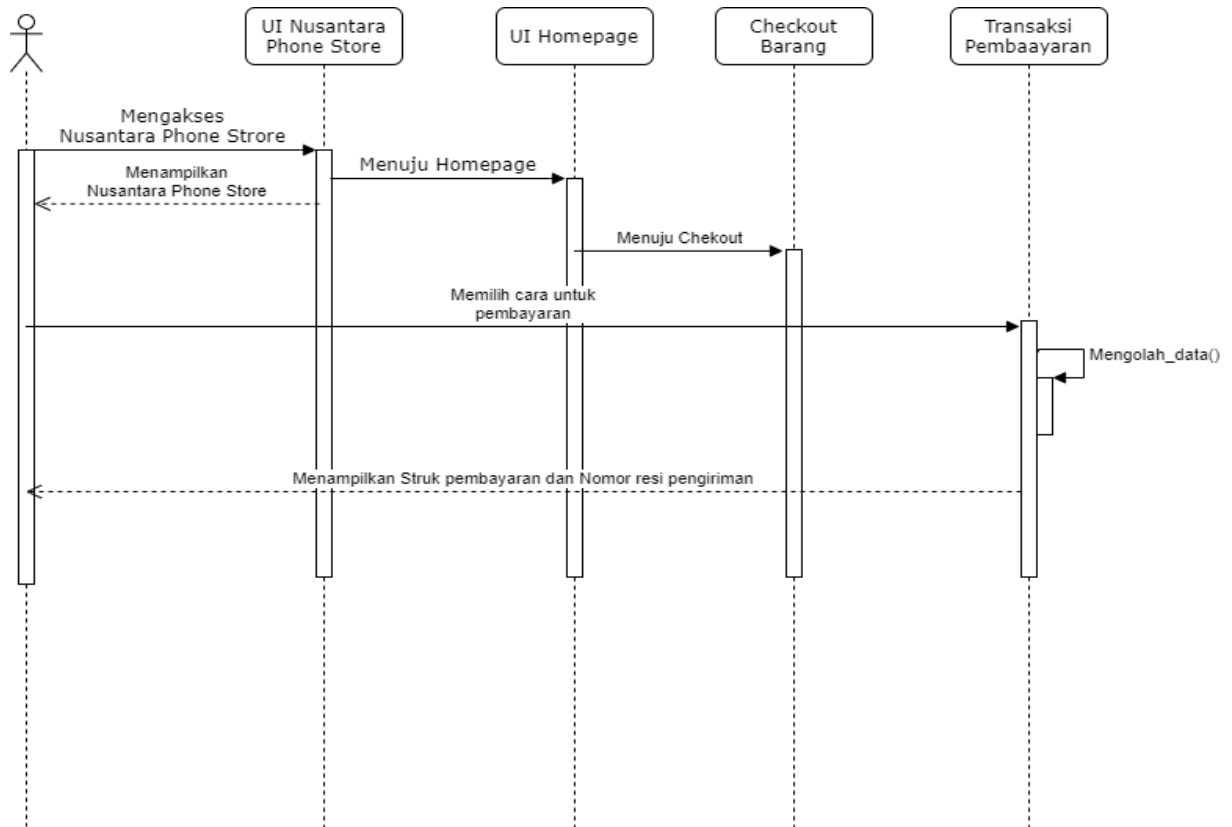 UI Nusantara
Phone Store
UI Homepage
Checkout
Barang
Transaksi
Pembaayaran
Mengakses
Nusantara Phone Strore
Menampilkan
Nusantara Phone Store
Menuju Homepage
Menuju Chekout
Memilih cara untuk
pembayaran
Mengolah_data()
Menampilkan Struk pembayaran dan Nomor resi pengiriman